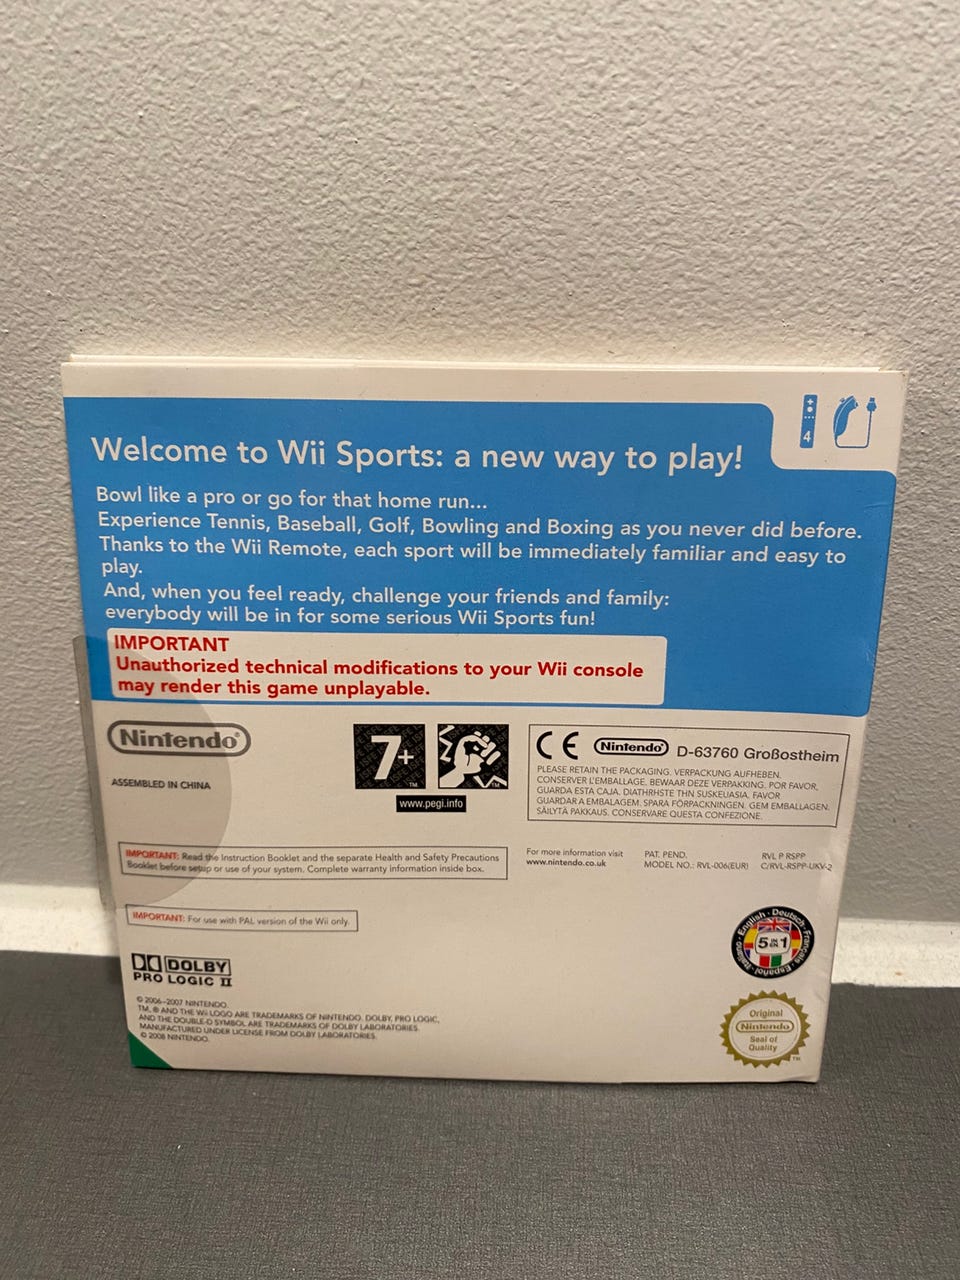 4
Welcome to Wii Sports: a new way to play!
Bowl like a pro or go for that home run...
Experience Tennis, Baseball, Golf, Bowling and Boxing as you never did before.
Thanks to the Wii Remote, each sport will be immediately familiar and easy to
play.
And, when you feel ready, challenge your friends and family:
everybody will be in for some serious Wii Sports fun!
IMPORTANT
Unauthorized technical modifications to your Wii console
may render this game unplayable.
Nintendo®
ASSEMBLED IN CHINA
7+
TM
TM
www.pegi.info
CE Nintendo® D-63760 Großostheim
PLEASE RETAIN THE PACKAGING. VERPACKUNG AUFHEBEN.
CONSERVER L'EMBALLAGE. BEWAAR DEZE VERPAKKING. POR FAVOR,
GUARDA ESTA CAJA. DIATHRHSTE THN SUSKEUASIA. FAVOR
GUARDAR A EMBALAGEM. SPARA FÖRPACKNINGEN. GEM EMBALLAGEN.
SÄILYTÄ PAKKAUS. CONSERVARE QUESTA CONFEZIONE.
IMPORTANT: Read the Instruction Booklet and the separate Health and Safety Precautions
Booklet before setup or use of your system. Complete warranty information inside box.
For more information visit
www.nintendo.co.uk
PAT. PEND.
MODEL NO.: RVL-006(EUR)
RVL P RSPP
C/RVL-RSPP-UKV-2
IMPORTANT: For use with PAL version of the Wii only.
English · Deutsch · Français · Español · Italiano
5 IN EN 1
DOLBY
PRO LOGIC II
© 2006–2007 NINTENDO.
TM, ® AND THE Wii LOGO ARE TRADEMARKS OF NINTENDO. DOLBY, PRO LOGIC,
AND THE DOUBLE-D SYMBOL ARE TRADEMARKS OF DOLBY LABORATORIES.
MANUFACTURED UNDER LICENSE FROM DOLBY LABORATORIES.
© 2008 NINTENDO.
Original
Nintendo
Seal of
Quality
TM